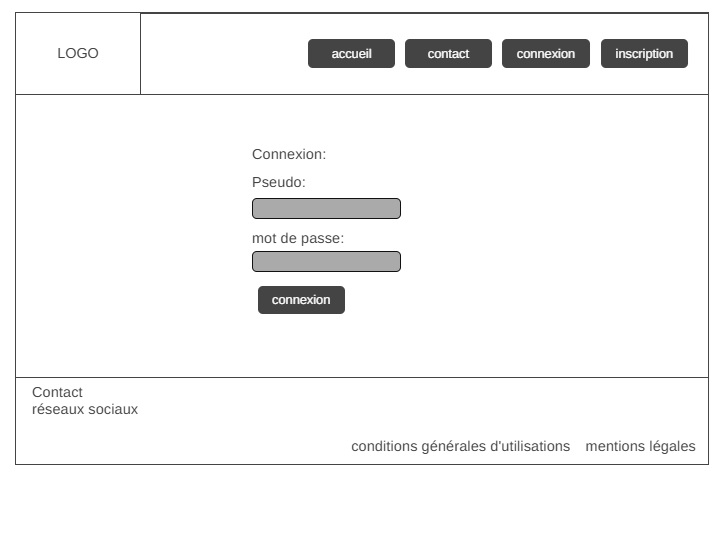 LOGO
accueil contact connexion inscription
Connexion:
Pseudo:
mot de passe:
connexion
Contact
réseaux sociaux
conditions générales d'utilisations mentions légales